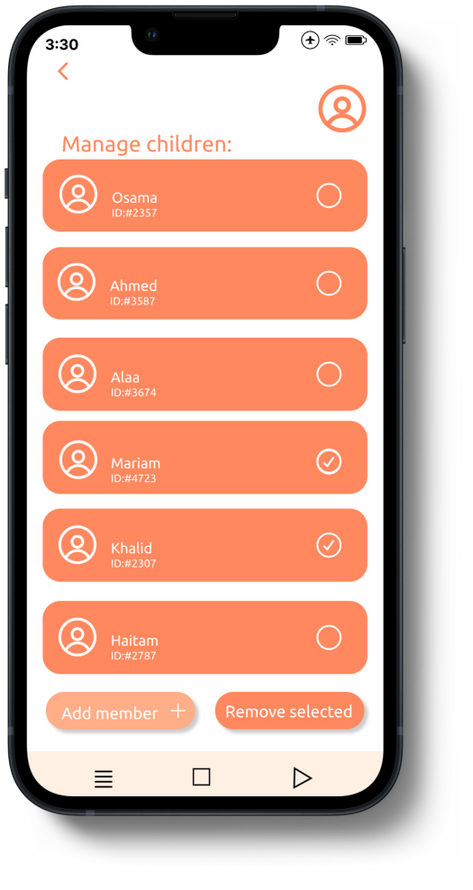 3:30
Manage children:
Osama
ID:#2357
Ahmed
ID:#3587
Alaa
ID:#3674
Mariam
ID:#4723
Khalid
ID:#2307
Haitam
ID:#2787
Add member +
Remove selected